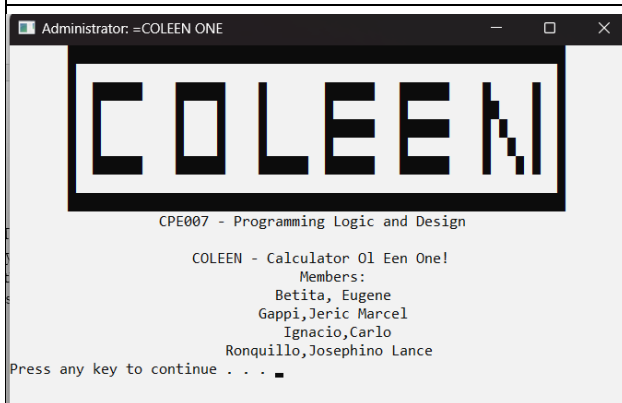 Administrator: =COLEEN ONE
COLEEN
CPE007 - Programming Logic and Design
COLEEN - Calculator Ol Een One!
Members:
Betita, Eugene
Gappi,Jeric Marcel
Ignacio,Carlo
Ronquillo,Josephino Lance
Press any key to continue . . .